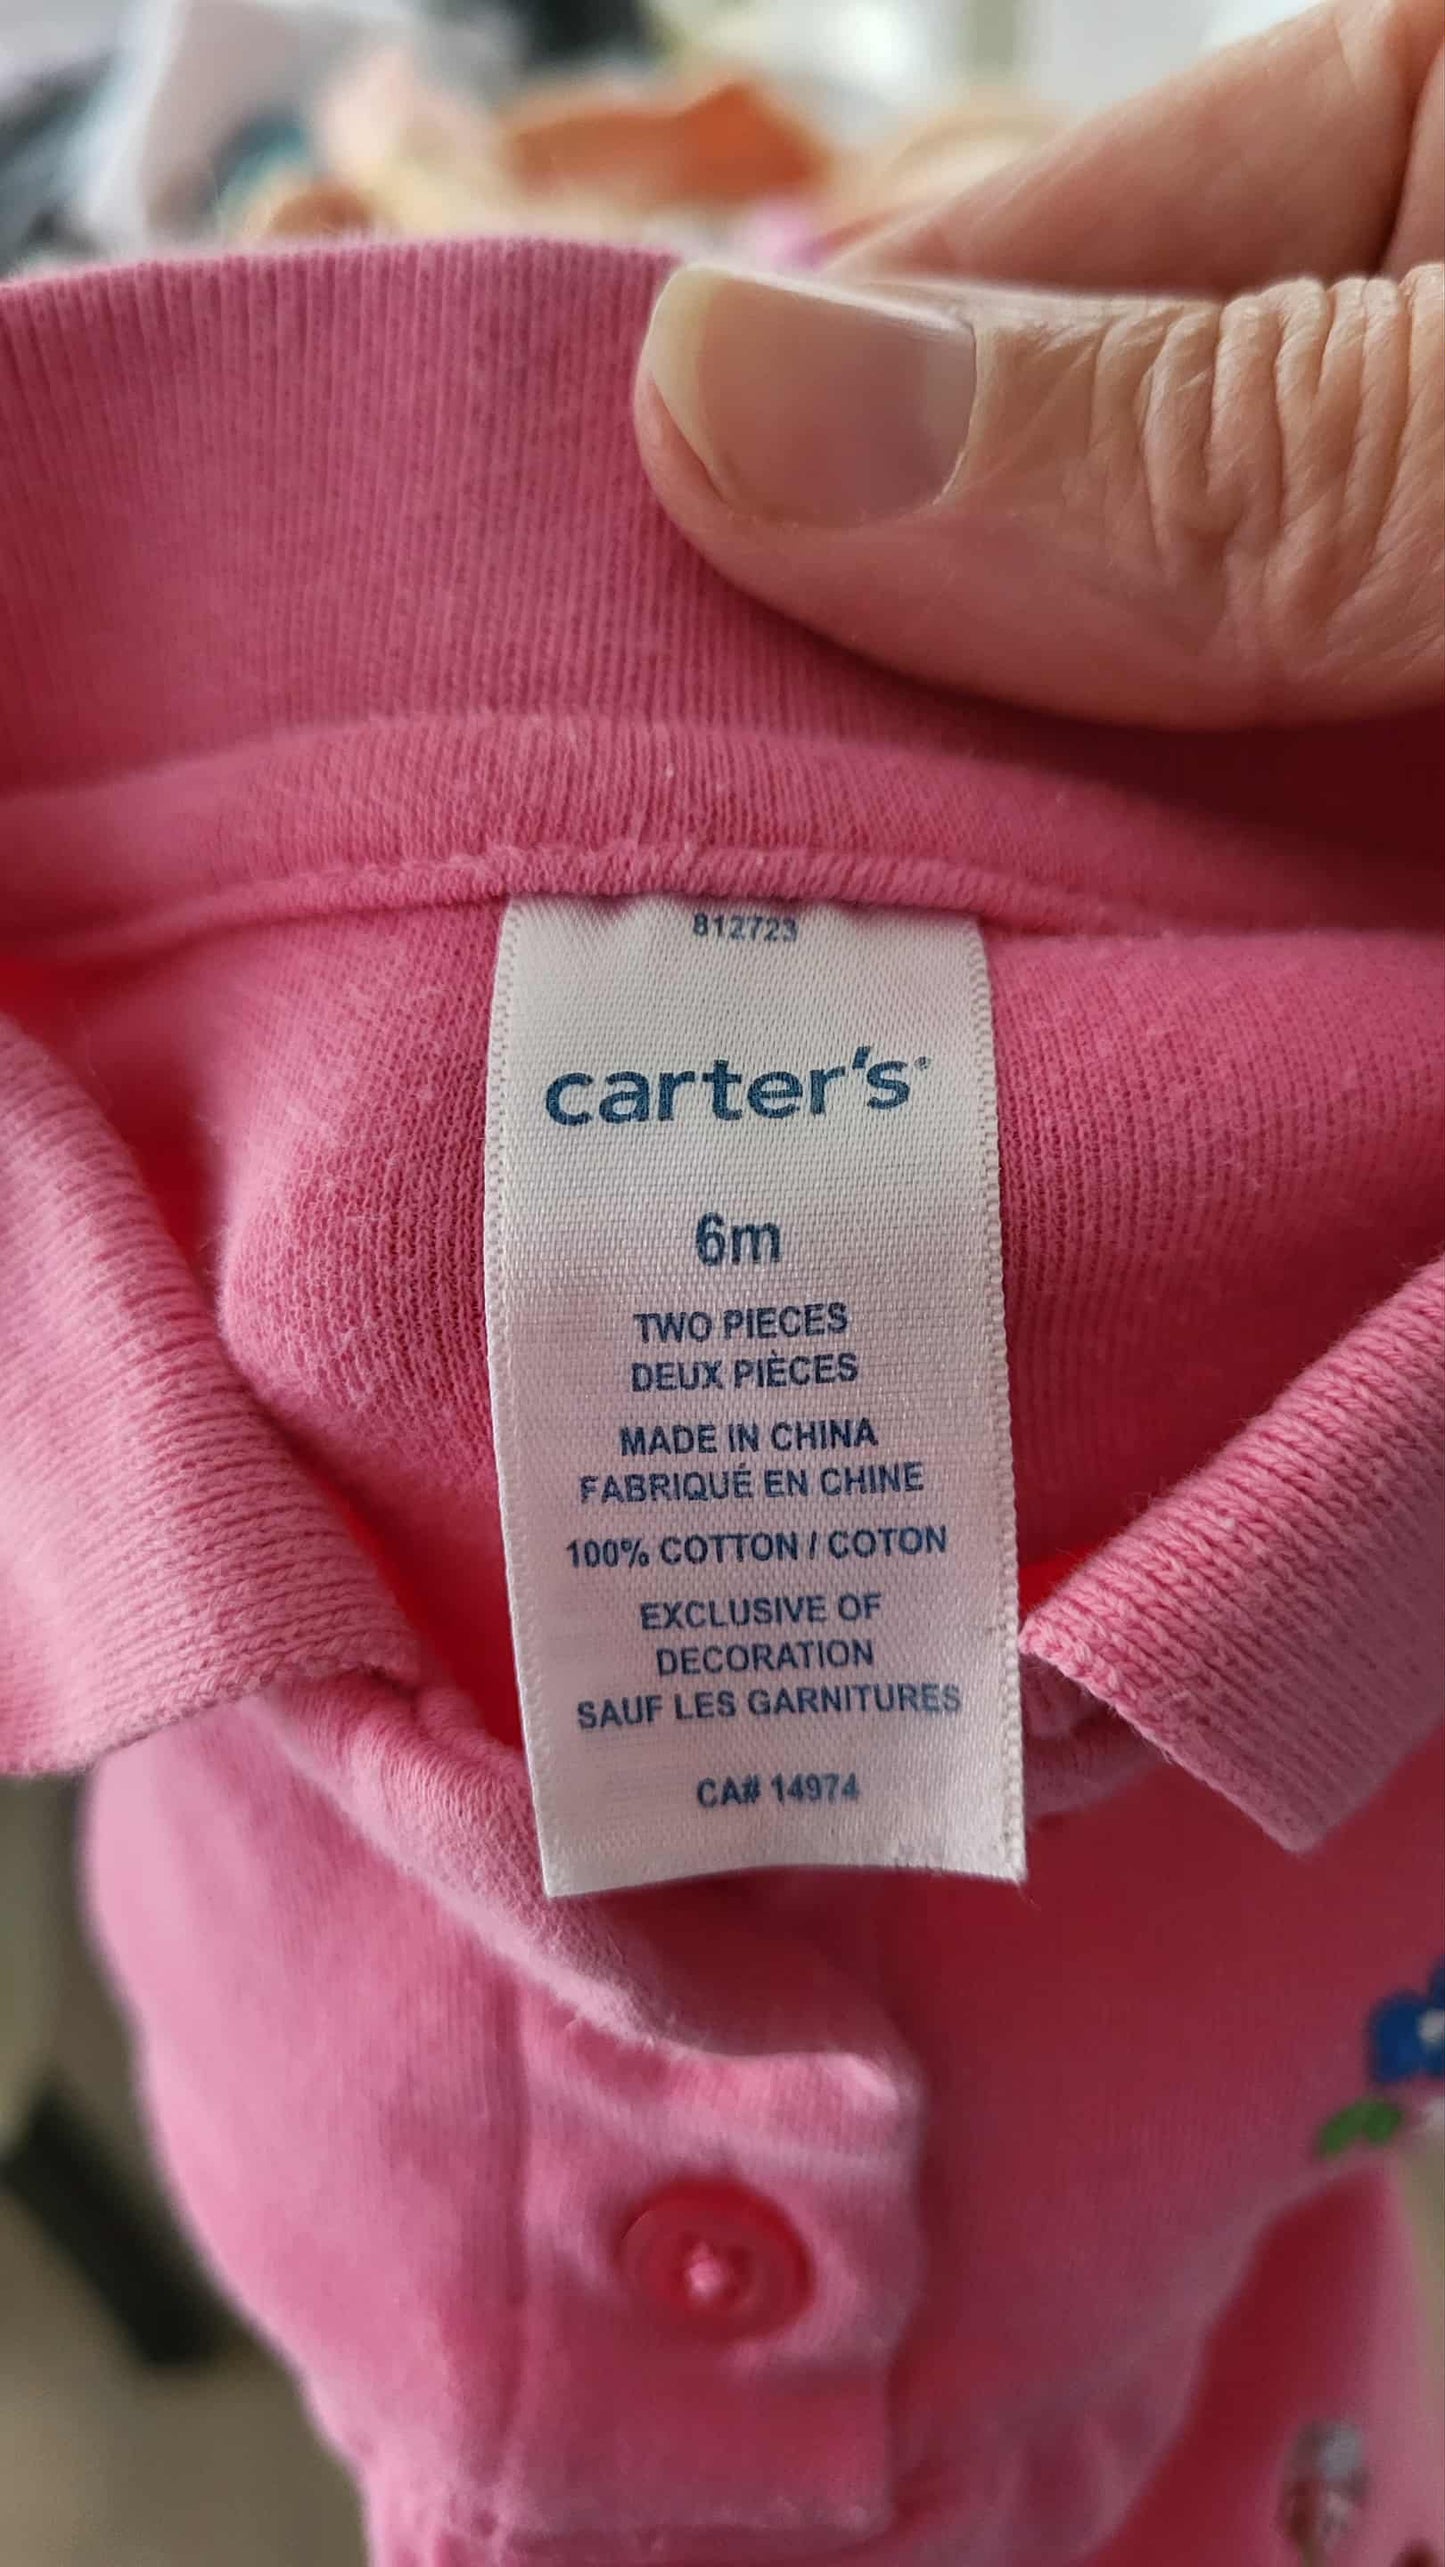 812723
carter's®
6m
TWO PIECES
DEUX PIÈCES
MADE IN CHINA
FABRIQUÉ EN CHINE
100% COTTON / COTON
EXCLUSIVE OF
DECORATION
SAUF LES GARNITURES
CA# 14974